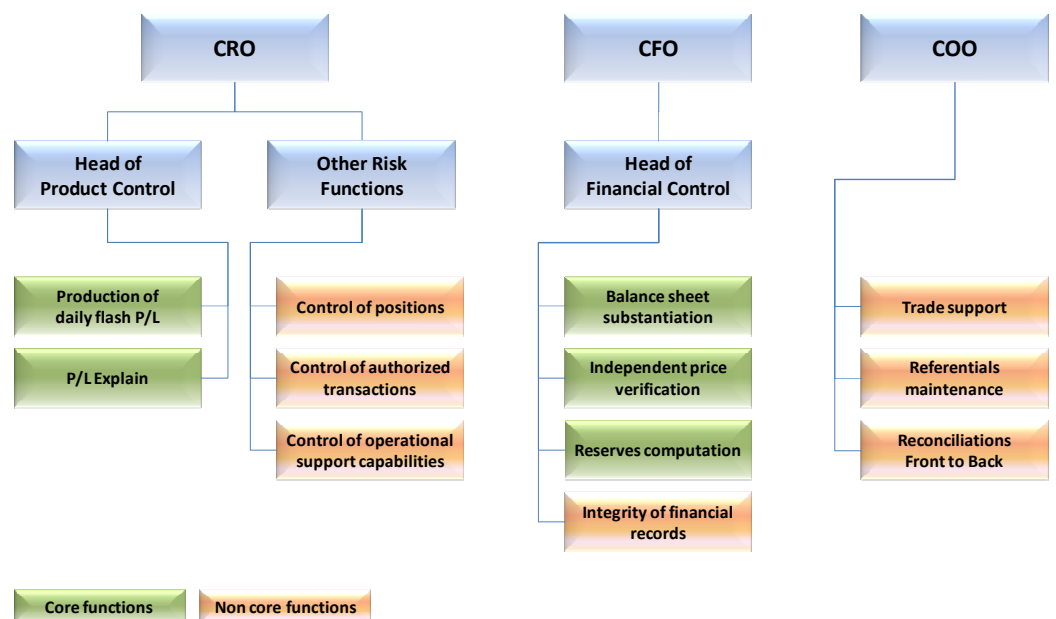 CRO
CFO
COO
Head of
Product Control
Other Risk
Functions
Head of
Financial Control
Production of
daily flash P/L
Control of positions
Balance sheet
substantiation
Trade support
P/L Explain
Control of authorized
transactions
Independent price
verification
Referentials
maintenance
Control of operational
support capabilities
Reserves computation
Reconciliations
Front to Back
Integrity of financial
records
Core functions
Non core functions